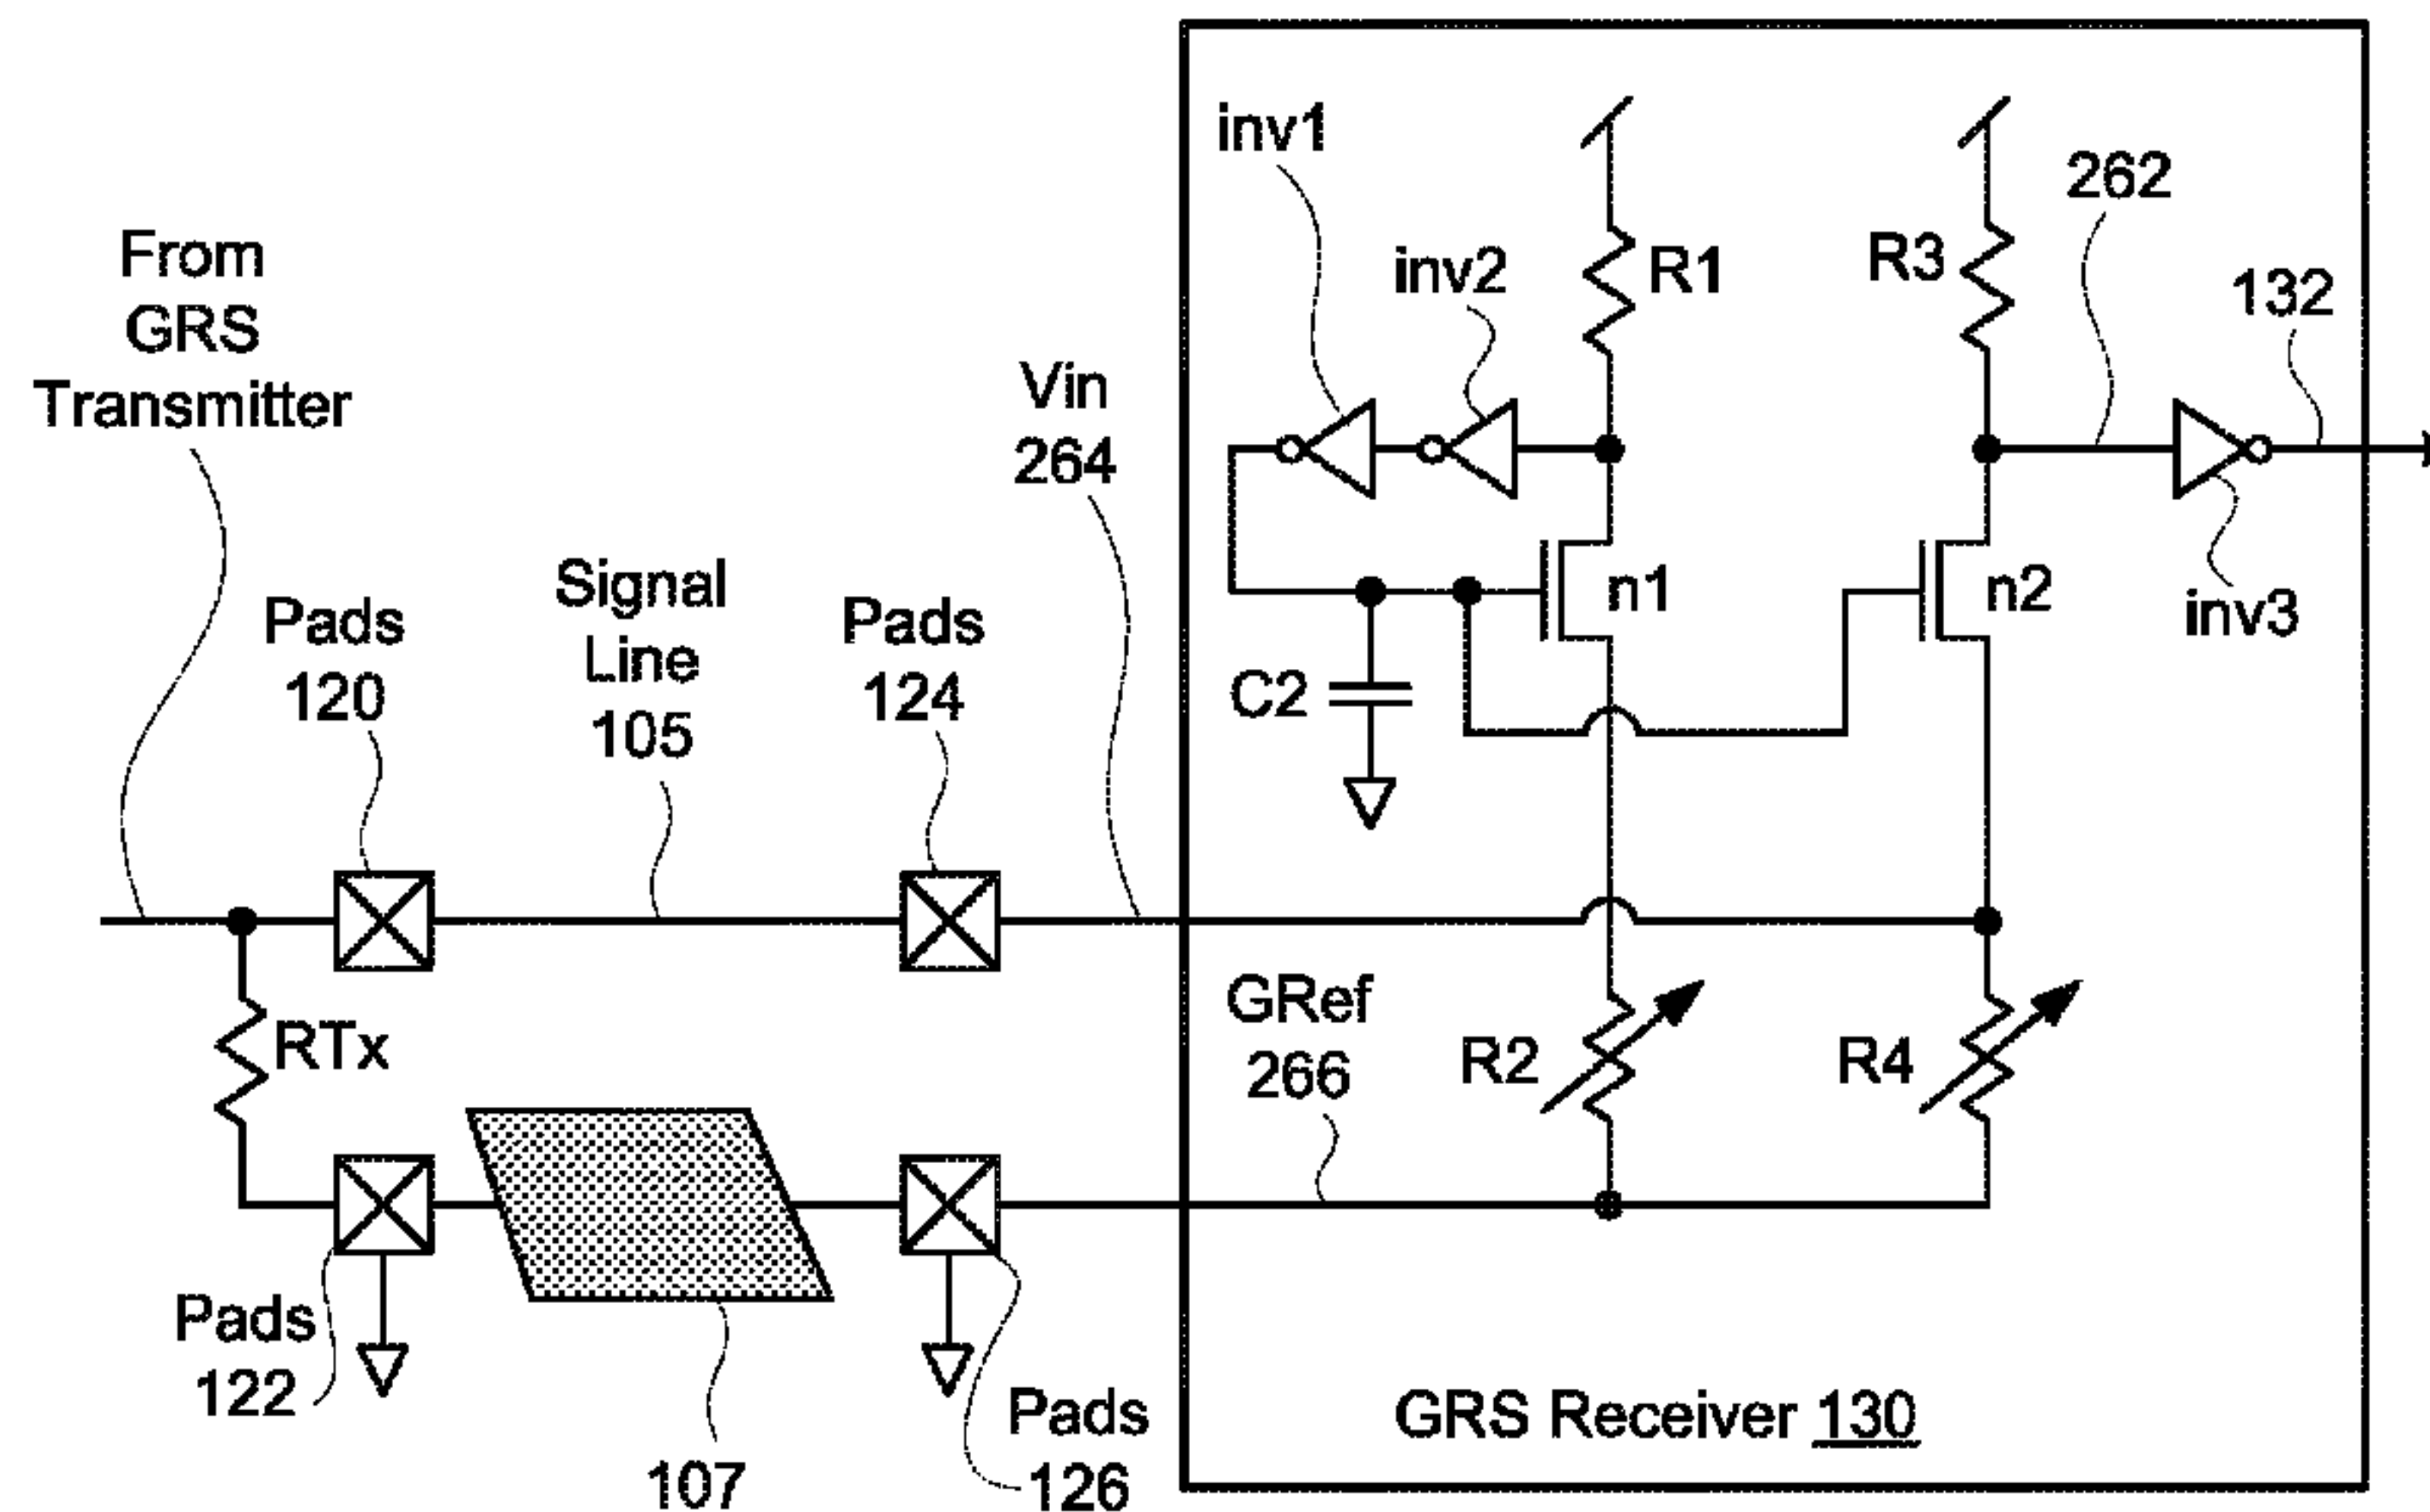 From
GRS
Transmitter
Pads
120
Signal
Line
105
Pads
124
Vin
264
inv1
inv2
R1
R3
262
132
n1
n2
inv3
C2
RTx
GRef
266
R2
R4
Pads
122
107
Pads
126
GRS Receiver 130